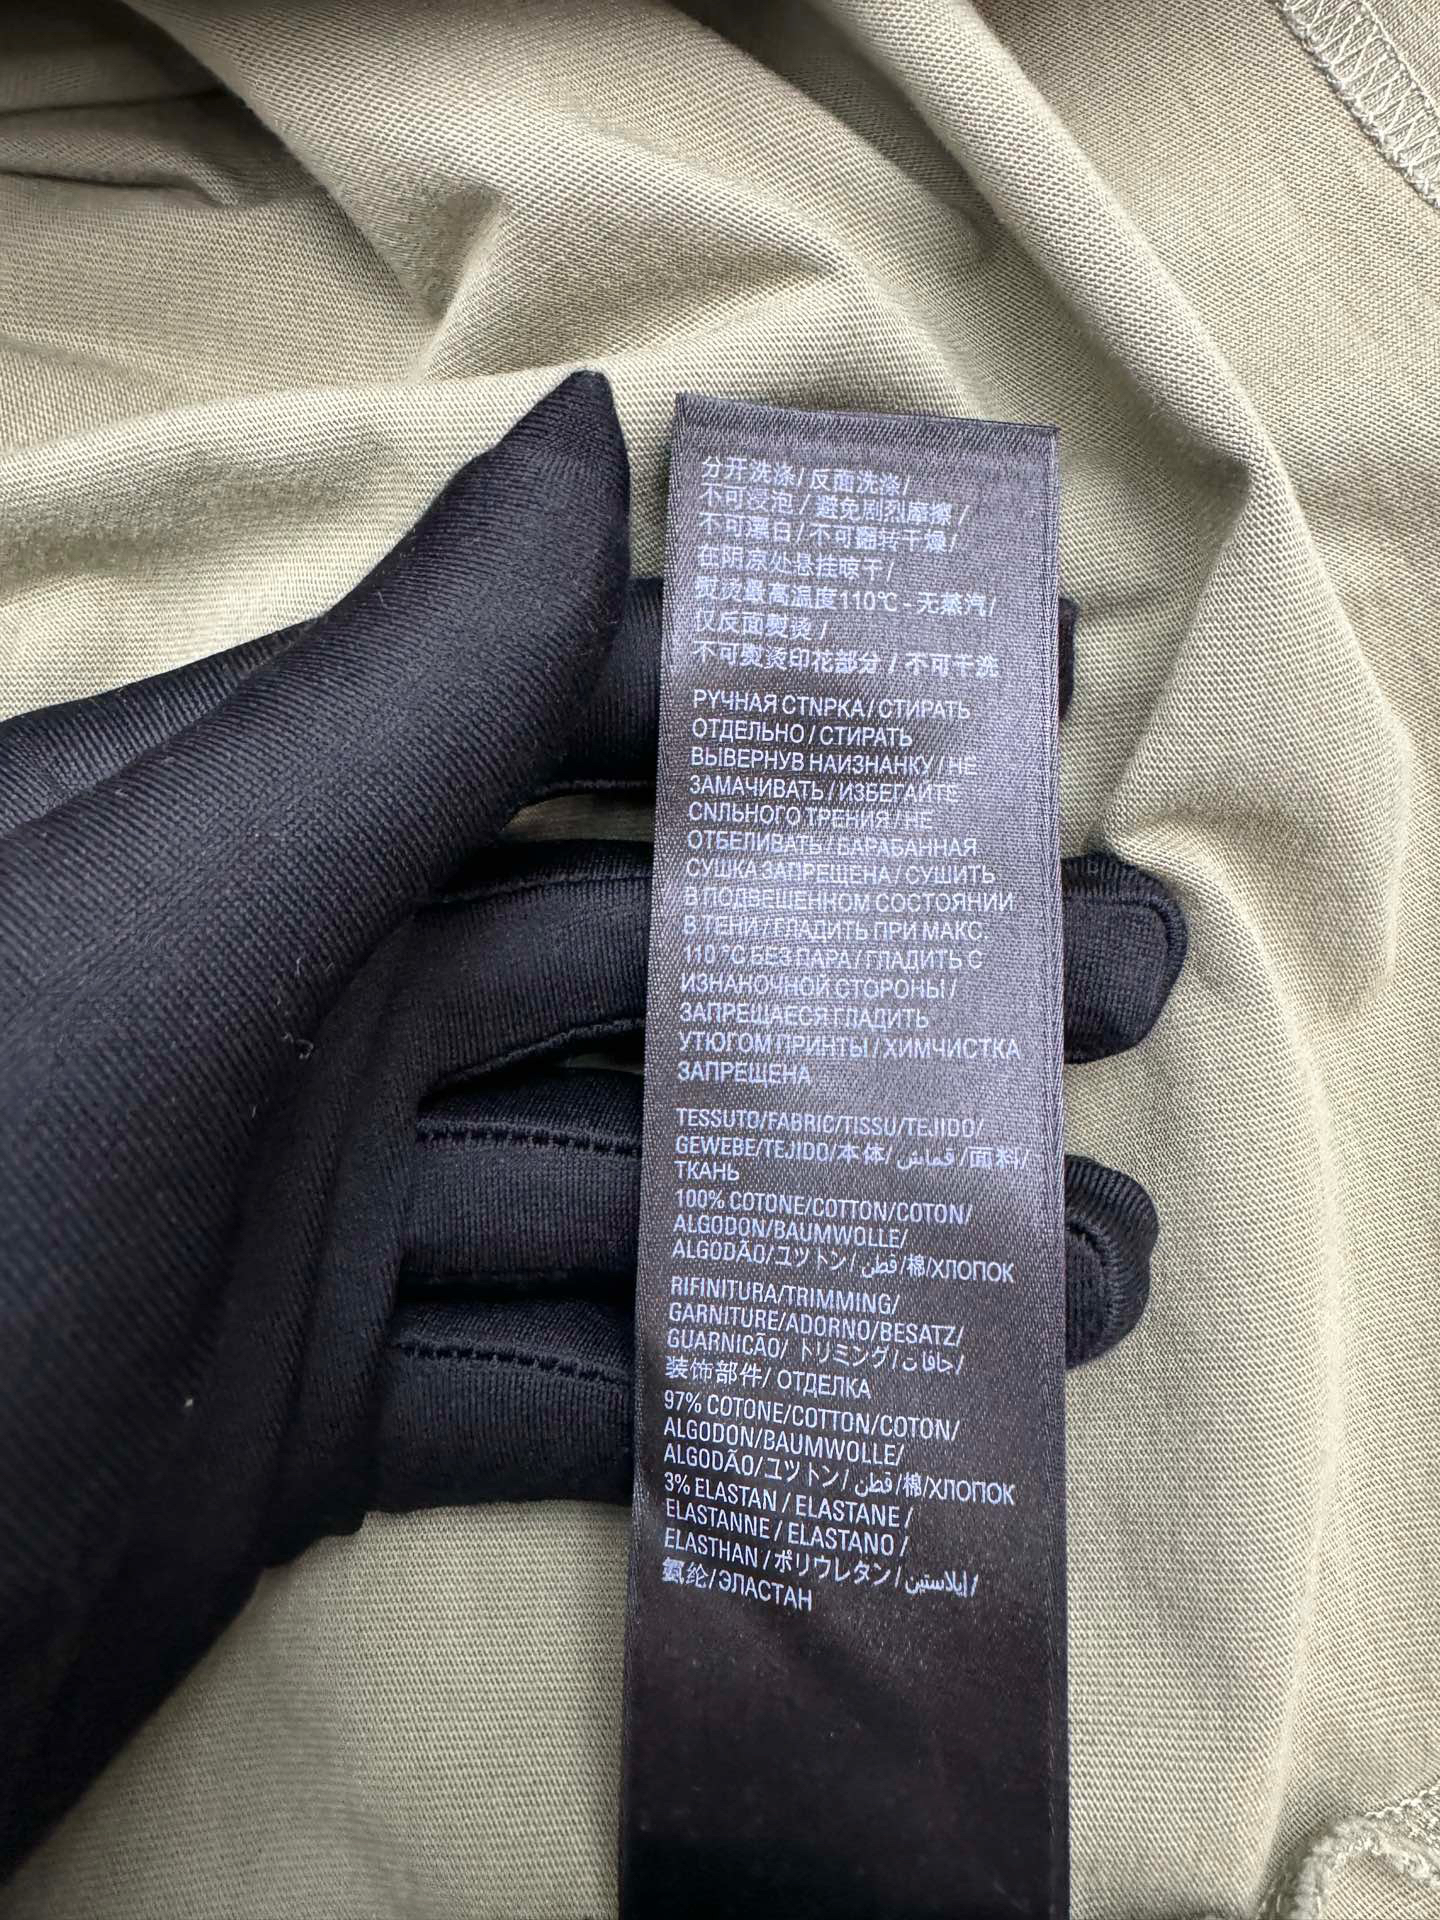 分开洗涤/ 反面洗涤/
不可浸泡 / 避免剧烈摩擦 /
不可漂白/ 不可翻转干燥/
在阴凉处悬挂晾干/
熨烫最高温度110℃ - 无蒸汽/
仅反面熨烫 /
不可熨烫印花部分 / 不可干洗
РУЧНАЯ СТNРКА / СТИРАТЬ
ОТДЕЛЬНО / СТИРАТЬ
ВЫВЕРНУВ НАИЗНАНКУ / НЕ
ЗАМАЧИВАТЬ / ИЗБЕГАЙТЕ
СNЛЬНОГО ТРЕНИЯ / НЕ
ОТБЕЛИВАТЬ / БАРАБАННАЯ
СУШКА ЗАПРЕЩЕНА / СУШИТЬ
В ПОДВЕШЕННОМ СОСТОЯНИИ
В ТЕНИ / ГЛАДИТЬ ПРИ МАКС.
110 °C БЕЗ ПАРА / ГЛАДИТЬ С
ИЗНАНОЧНОЙ СТОРОНЫ /
ЗАПРЕЩАЕСЯ ГЛАДИТЬ
УТЮГОМ ПРИНТЫ / ХИМЧИСТКА
ЗАПРЕЩЕНА
TESSUTO/FABRIC/TISSU/TEJIDO/
GEWEBE/TEJIDO/本体/ قماش /面料/
ТКАНЬ
100% COTONE/COTTON/COTON/
ALGODON/BAUMWOLLE/
ALGODÃO/ユツトン/ قطن /棉/ХЛОПОК
RIFINITURA/TRIMMING/
GARNITURE/ADORNO/BESATZ/
GUARNICÃO/ トリミング/ حافات /
装饰部件/ ОТДЕЛКА
97% COTONE/COTTON/COTON/
ALGODON/BAUMWOLLE/
ALGODÃO/ユツトン/ قطن /棉/ХЛОПОК
3% ELASTAN / ELASTANE /
ELASTANNE / ELASTANO /
ELASTHAN / ポリウレタン / إيلاستين /
氨纶/ЭЛАСТАН